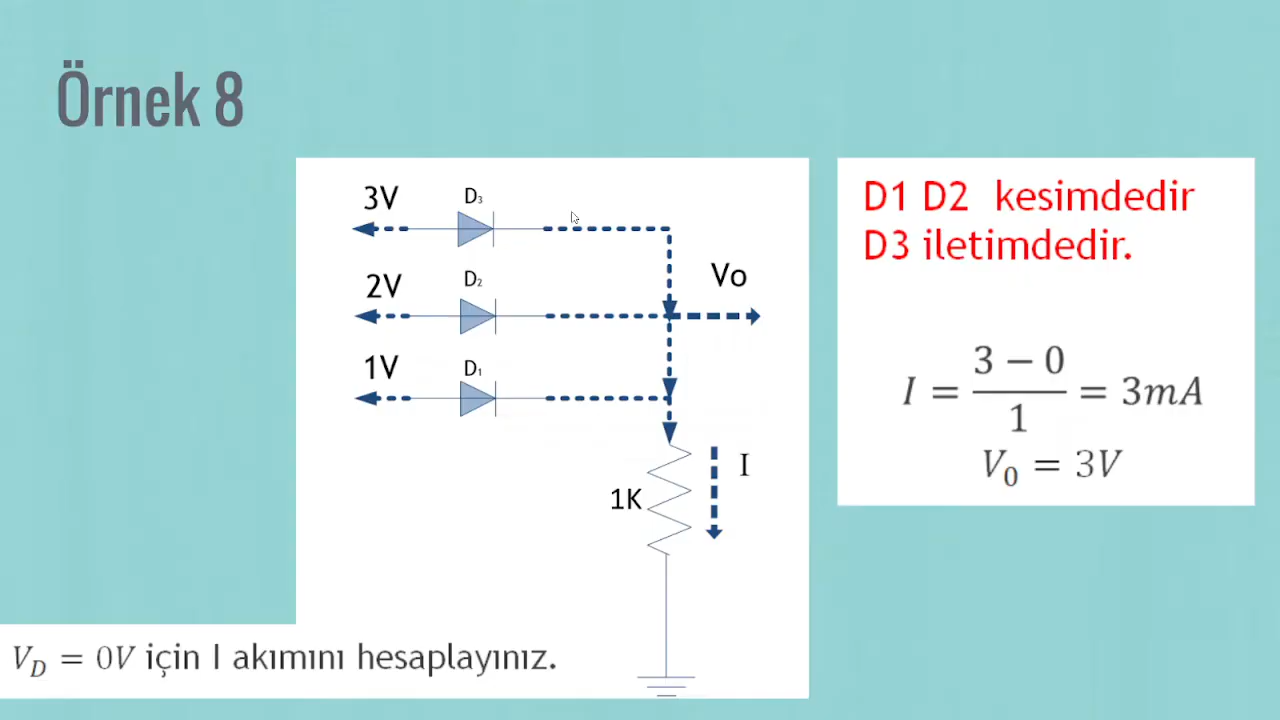 Örnek 8
3V
D₃
2V
D₂
Vo
1V
D₁
I
1K
V_D = 0V için I akımını hesaplayınız.
D1 D2 kesimdedir
D3 iletimdedir.
I = (3 − 0)/1 = 3mA
V₀ = 3V